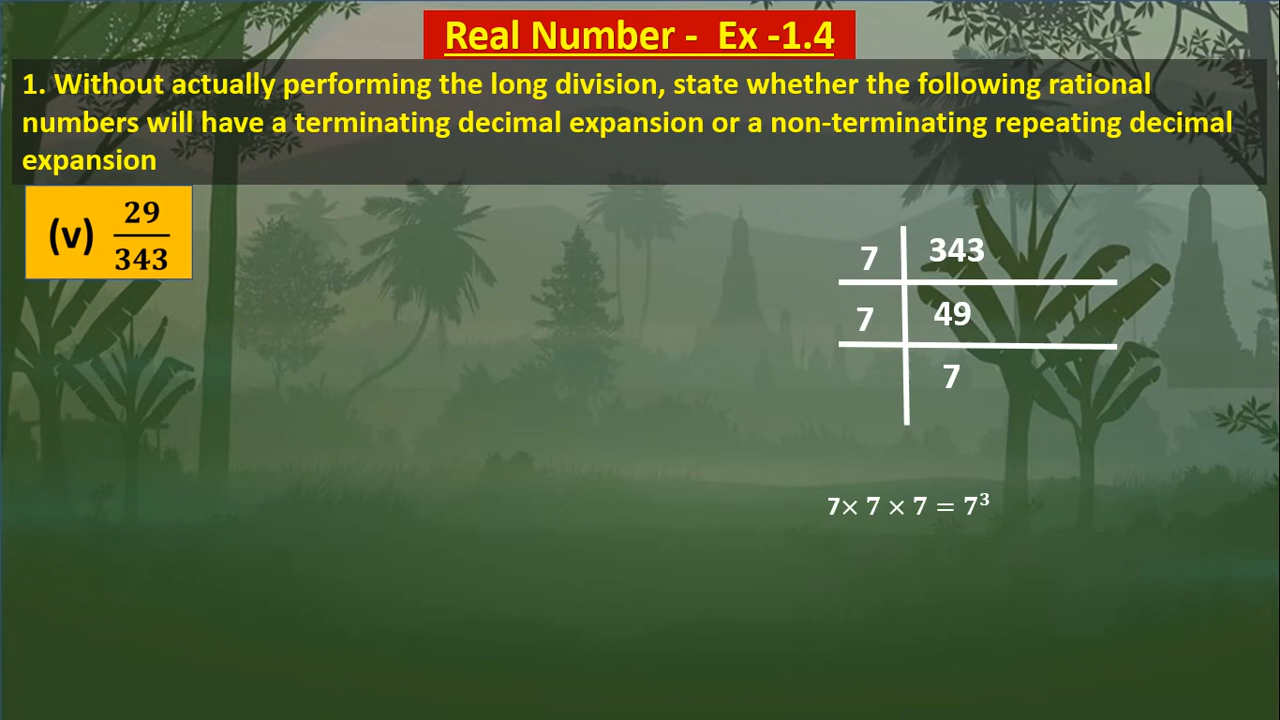 Real Number - Ex -1.4
1. Without actually performing the long division, state whether the following rational
numbers will have a terminating decimal expansion or a non-terminating repeating decimal
expansion
(v) 29/343
7 343
7 49
7
7× 7 × 7 = 7³